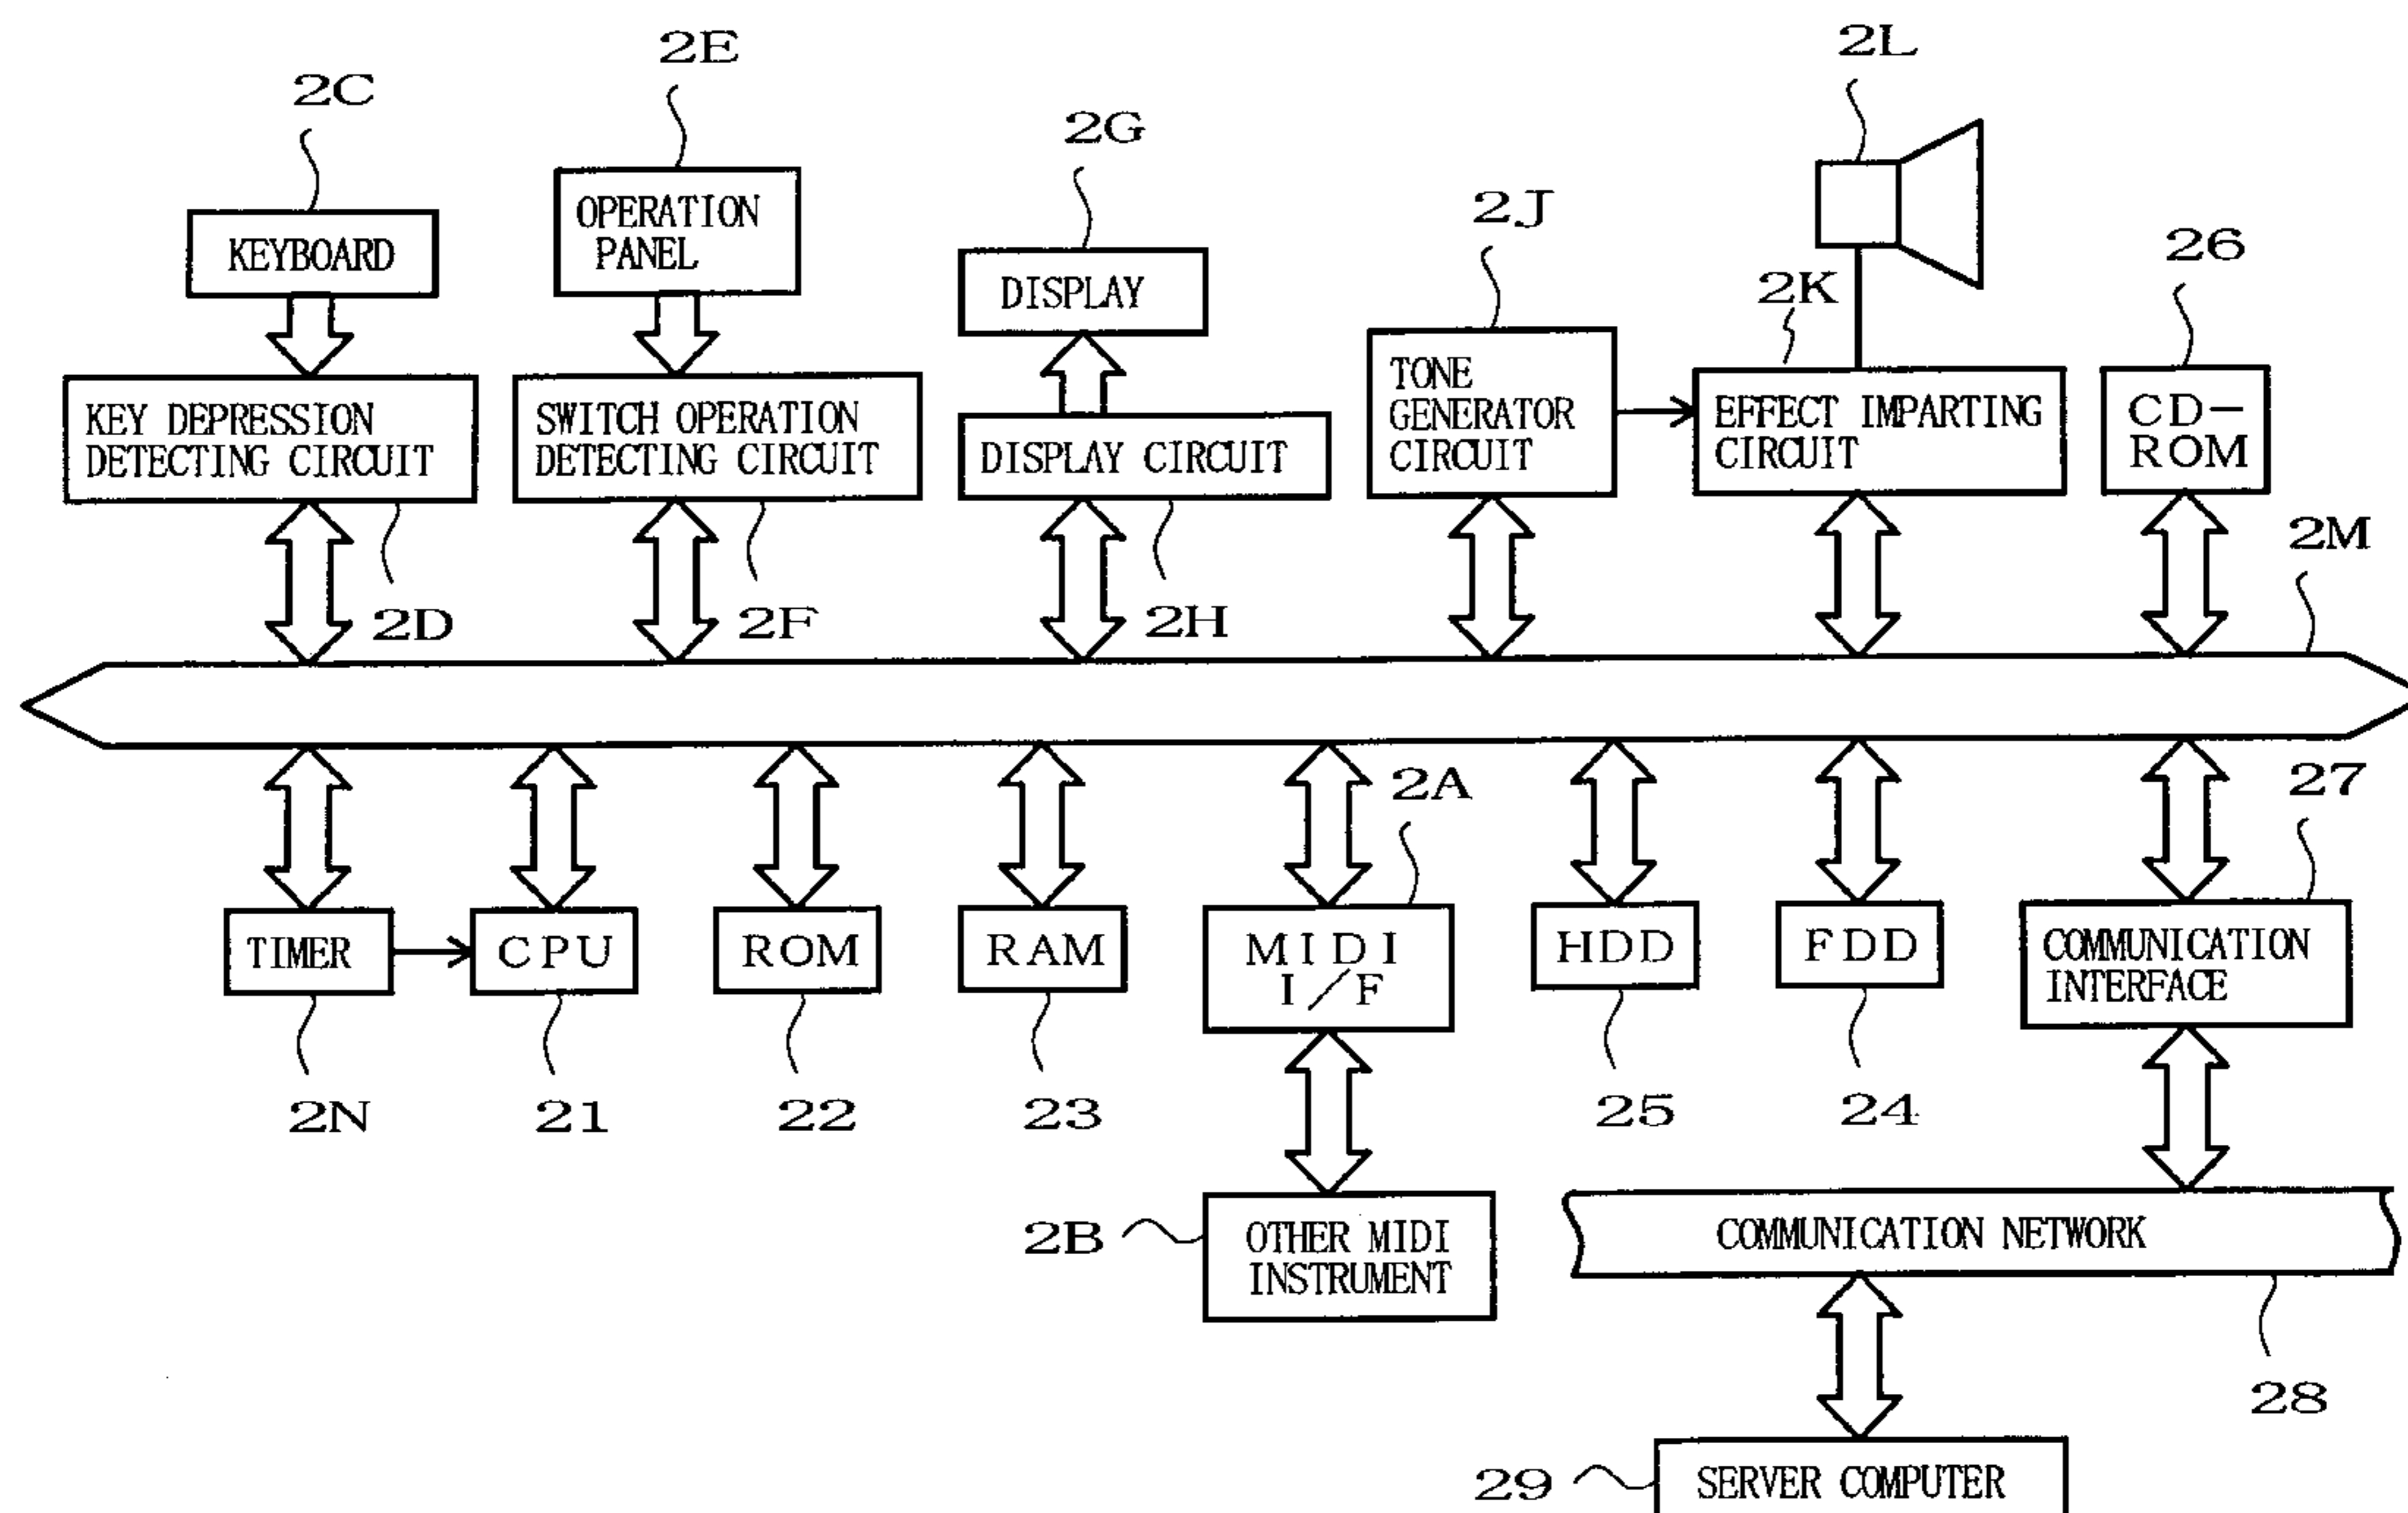 2L
2E
2C
2G
2J
26
2K
OPERATION
PANEL
KEYBOARD
DISPLAY
TONE
GENERATOR
CIRCUIT
EFFECT IMPARTING
CIRCUIT
CD-
ROM
KEY DEPRESSION
DETECTING CIRCUIT
SWITCH OPERATION
DETECTING CIRCUIT
DISPLAY CIRCUIT
2M
2D
2F
2H
2A
27
TIMER
CPU
ROM
RAM
MIDI
I/F
HDD
FDD
COMMUNICATION
INTERFACE
2N
21
22
23
25
24
2B
OTHER MIDI
INSTRUMENT
COMMUNICATION NETWORK
28
29
SERVER COMPUTER